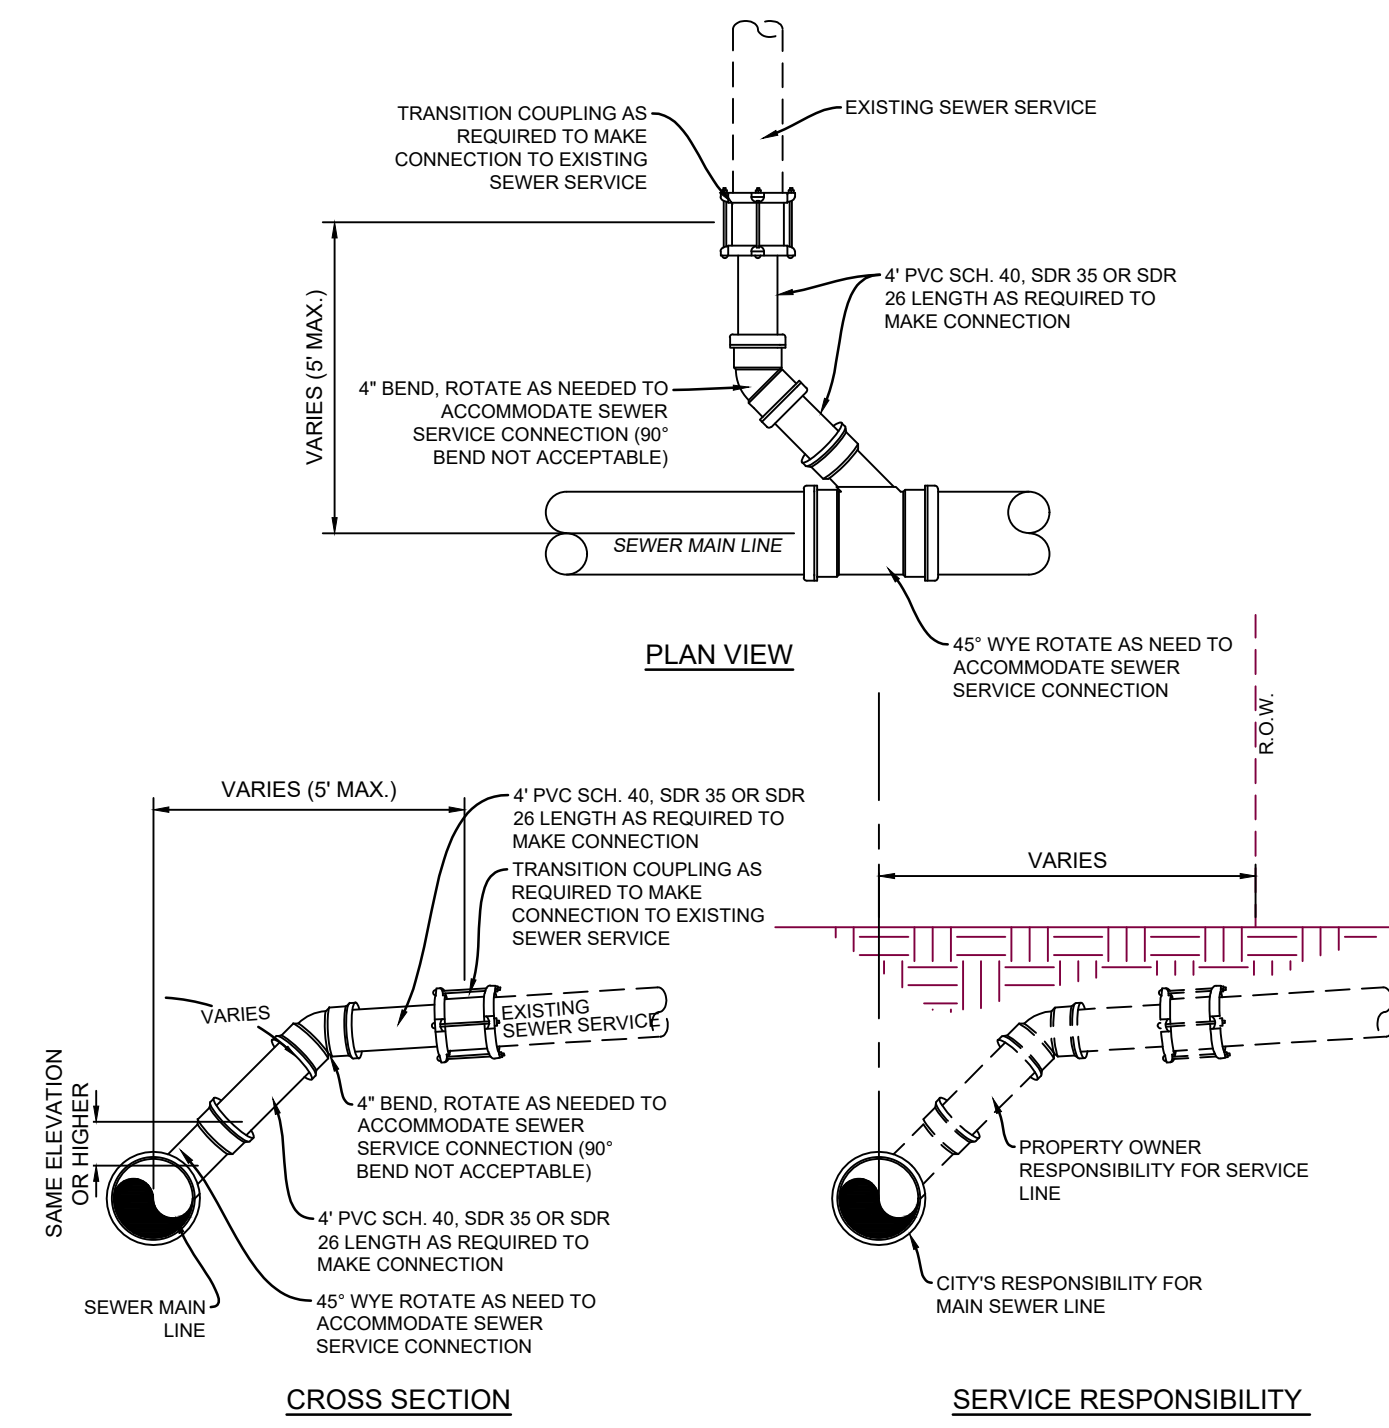 TRANSITION COUPLING AS
REQUIRED TO MAKE
CONNECTION TO EXISTING
SEWER SERVICE
EXISTING SEWER SERVICE
4' PVC SCH. 40, SDR 35 OR SDR
26 LENGTH AS REQUIRED TO
MAKE CONNECTION
VARIES (5' MAX.)
4" BEND, ROTATE AS NEEDED TO
ACCOMMODATE SEWER
SERVICE CONNECTION (90°
BEND NOT ACCEPTABLE)
SEWER MAIN LINE
45° WYE ROTATE AS NEED TO
ACCOMMODATE SEWER
SERVICE CONNECTION
PLAN VIEW
VARIES (5' MAX.)
4' PVC SCH. 40, SDR 35 OR SDR
26 LENGTH AS REQUIRED TO
MAKE CONNECTION
TRANSITION COUPLING AS
REQUIRED TO MAKE
CONNECTION TO EXISTING
SEWER SERVICE
VARIES
EXISTING
SEWER SERVICE
SAME ELEVATION
OR HIGHER
4" BEND, ROTATE AS NEEDED TO
ACCOMMODATE SEWER
SERVICE CONNECTION (90°
BEND NOT ACCEPTABLE)
4' PVC SCH. 40, SDR 35 OR SDR
26 LENGTH AS REQUIRED TO
MAKE CONNECTION
SEWER MAIN
LINE
45° WYE ROTATE AS NEED TO
ACCOMMODATE SEWER
SERVICE CONNECTION
CROSS SECTION
R.O.W.
VARIES
PROPERTY OWNER
RESPONSIBILITY FOR SERVICE
LINE
CITY'S RESPONSIBILITY FOR
MAIN SEWER LINE
SERVICE RESPONSIBILITY